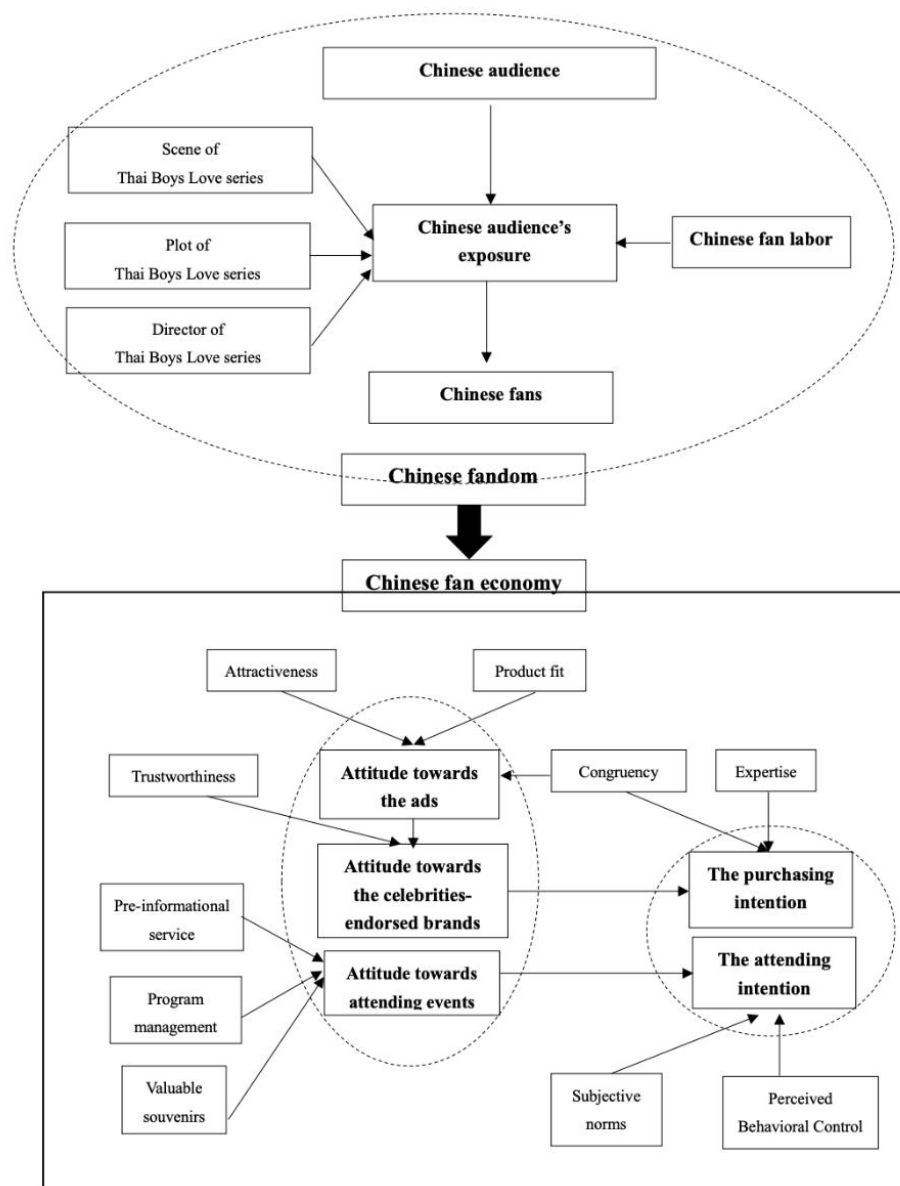 Chinese audience
Scene of
Thai Boys Love series
Plot of
Thai Boys Love series
Director of
Thai Boys Love series
Chinese audience's
exposure
Chinese fan labor
Chinese fans
Chinese fandom
Chinese fan economy
Attractiveness
Product fit
Trustworthiness
Attitude towards
the ads
Congruency
Expertise
Attitude towards
the celebrities-
endorsed brands
The purchasing
intention
Pre-informational
service
Program
management
Valuable
souvenirs
Attitude towards
attending events
The attending
intention
Subjective
norms
Perceived
Behavioral Control